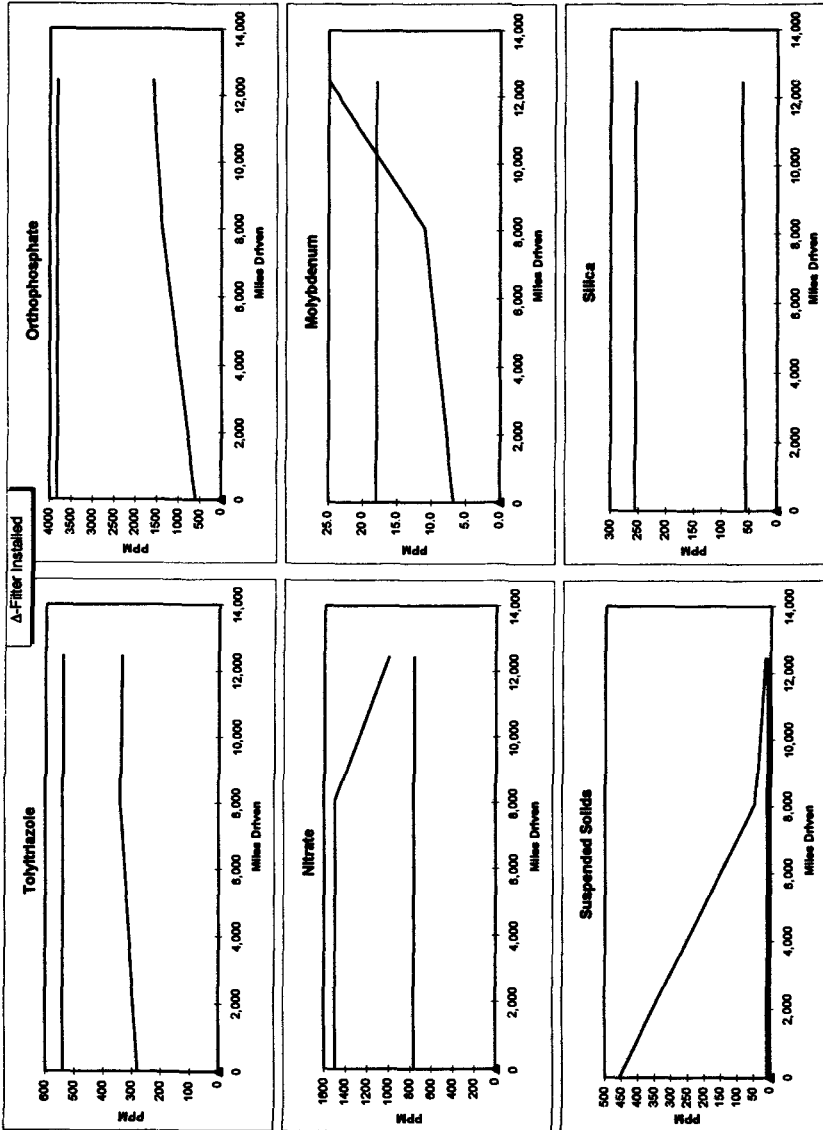 Δ-Filter Installed
Tolyltriazole
PPM
600
500
400
300
200
100
0
0 2,000 4,000 6,000 8,000 10,000 12,000 14,000
Miles Driven
Orthophosphate
PPM
4000
3500
3000
2500
2000
1500
1000
500
0
0 2,000 4,000 6,000 8,000 10,000 12,000 14,000
Miles Driven
Nitrate
PPM
1600
1400
1200
1000
800
600
400
200
0
0 2,000 4,000 6,000 8,000 10,000 12,000 14,000
Miles Driven
Molybdenum
PPM
25.0
20.0
15.0
10.0
5.0
0.0
0 2,000 4,000 6,000 8,000 10,000 12,000 14,000
Miles Driven
Suspended Solids
PPM
500
450
400
350
300
250
200
150
100
50
0
0 2,000 4,000 6,000 8,000 10,000 12,000 14,000
Miles Driven
Silica
PPM
300
250
200
150
100
50
0
0 2,000 4,000 6,000 8,000 10,000 12,000 14,000
Miles Driven